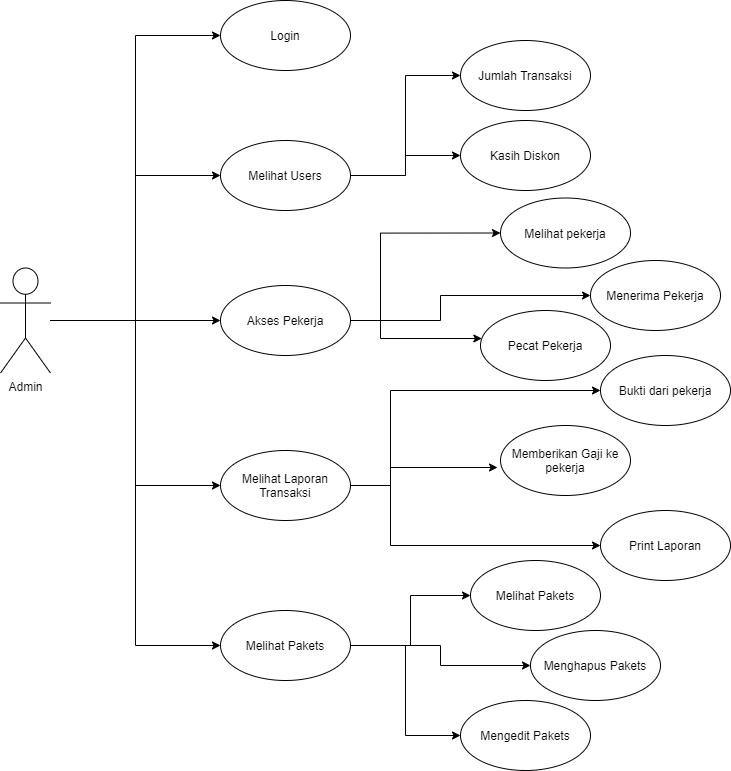 Login
Jumlah Transaksi
Kasih Diskon
Melihat Users
Melihat pekerja
Menerima Pekerja
Akses Pekerja
Pecat Pekerja
Admin
Bukti dari pekerja
Memberikan Gaji ke
pekerja
Melihat Laporan
Transaksi
Print Laporan
Melihat Pakets
Melihat Pakets
Menghapus Pakets
Mengedit Pakets